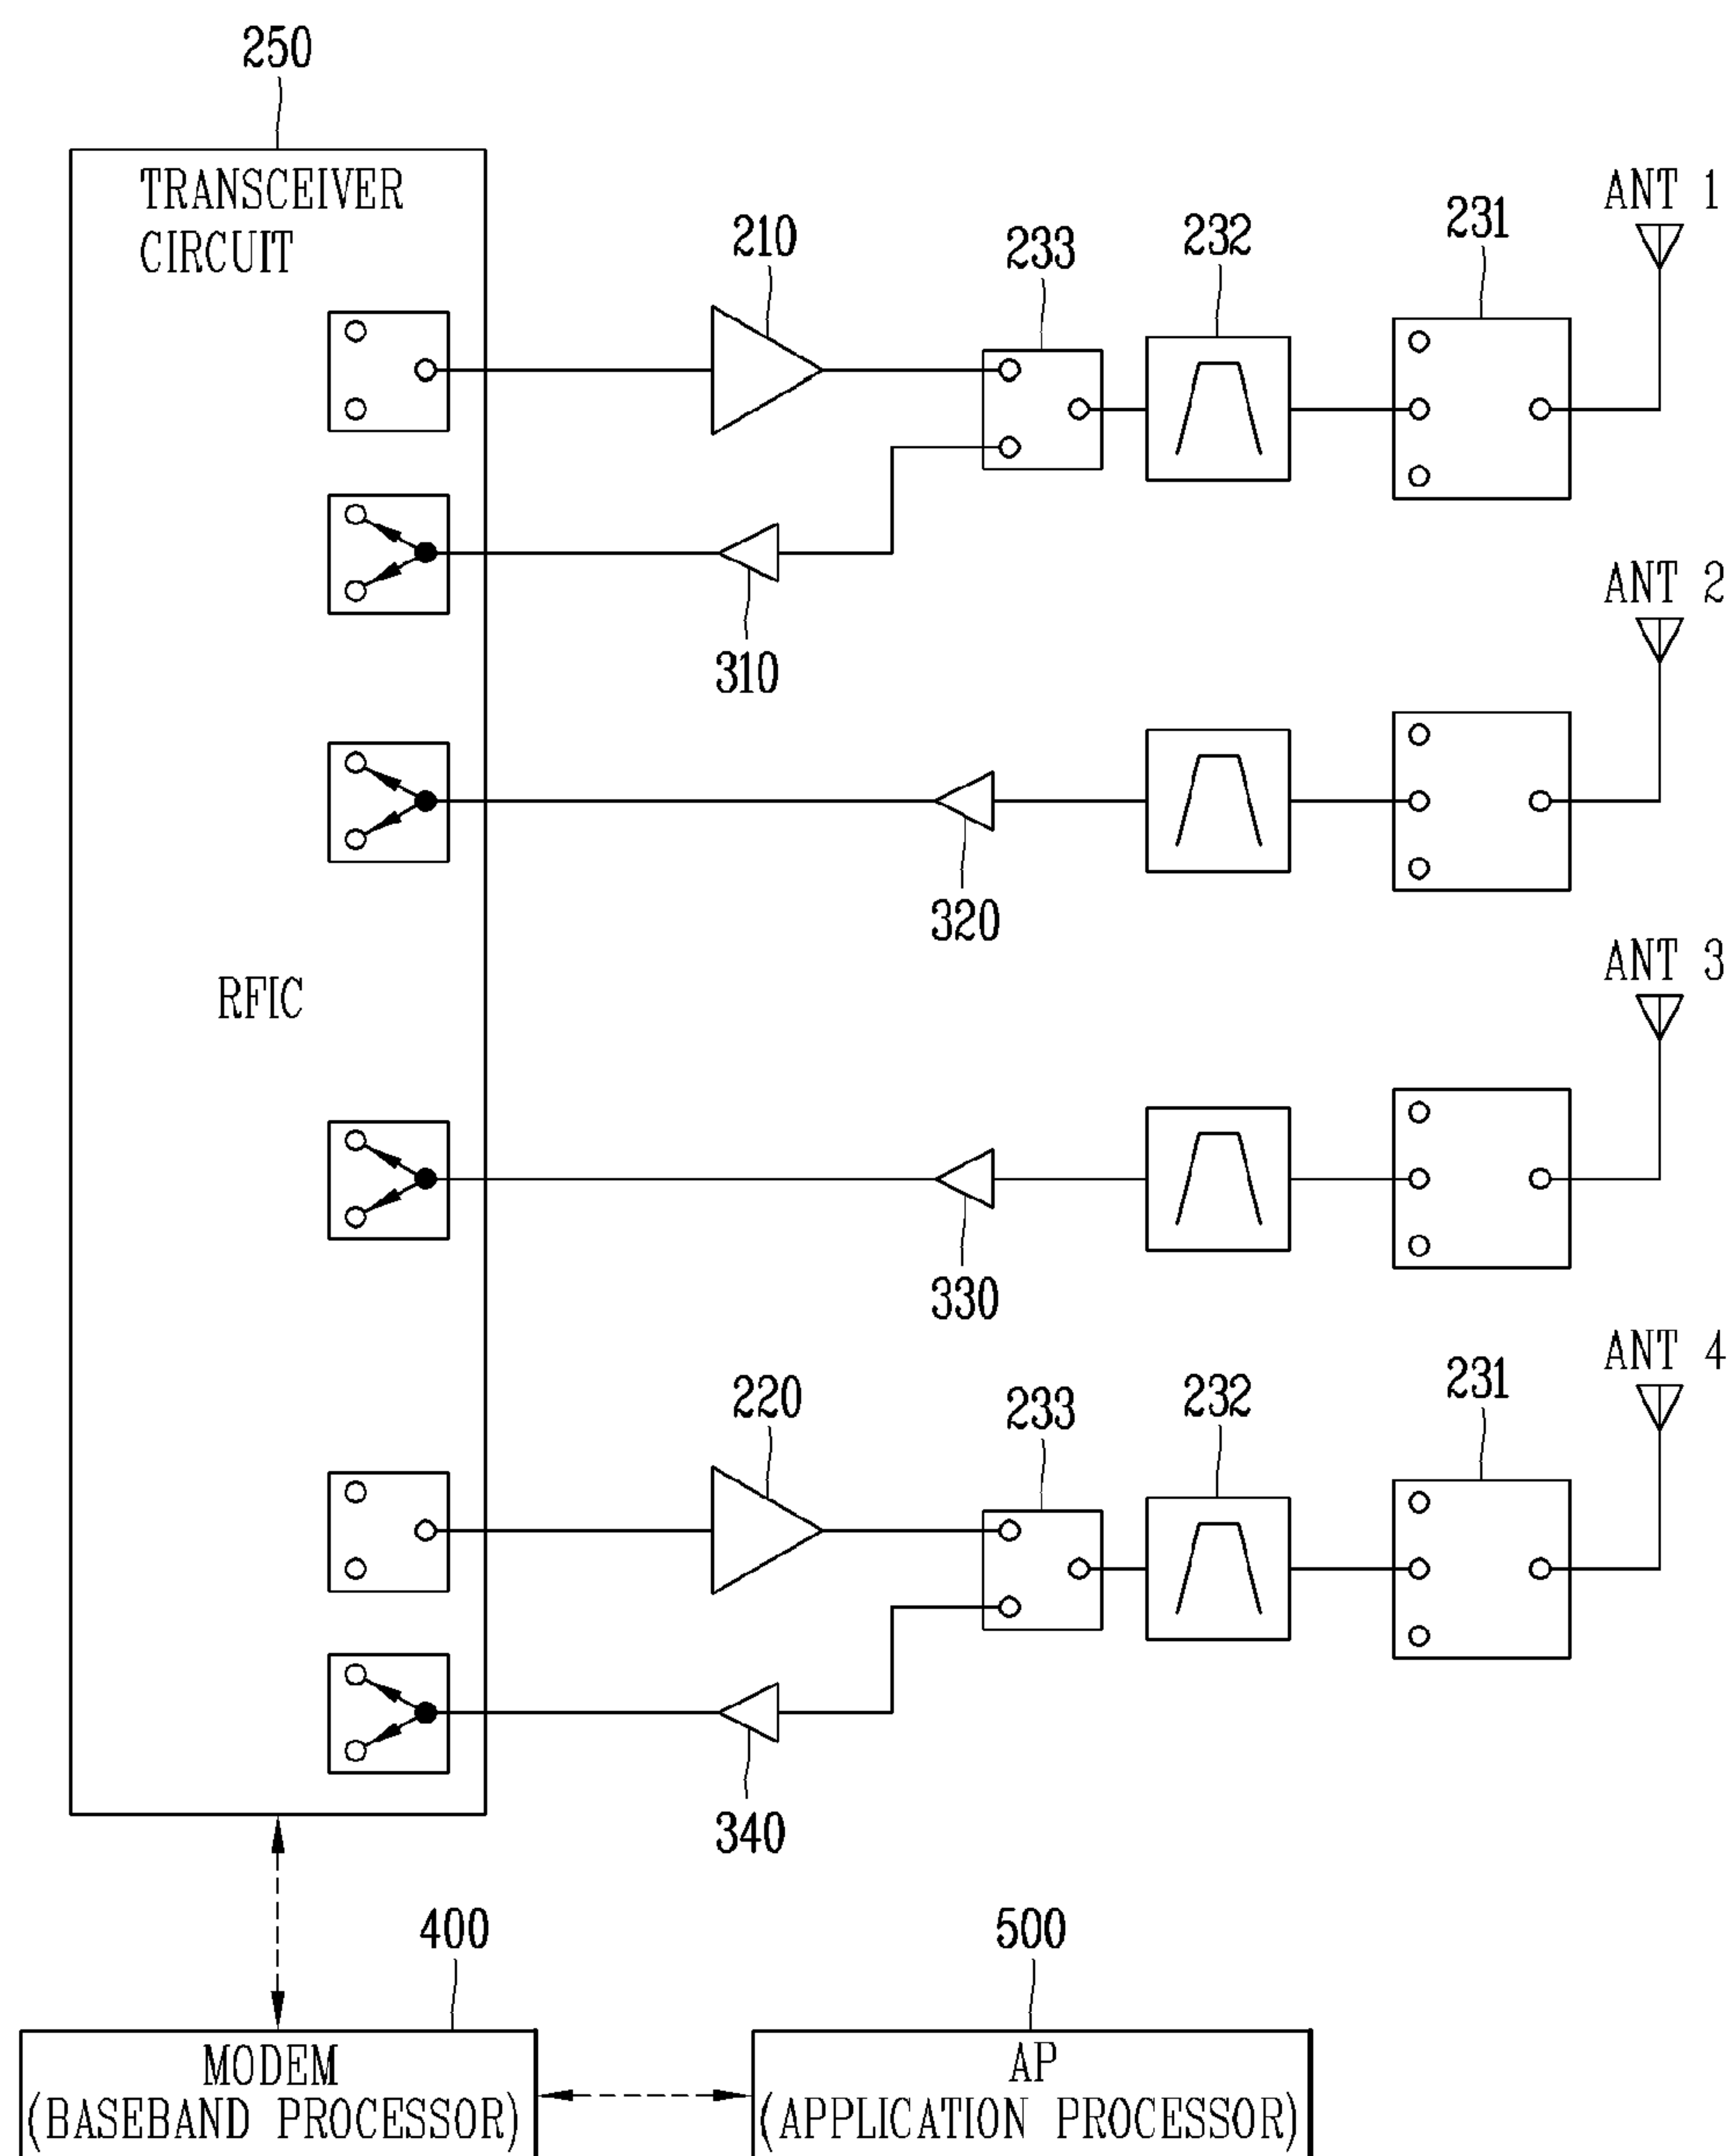 250
TRANSCEIVER
CIRCUIT
ANT 1
210
233
232
231
310
ANT 2
320
RFIC
ANT 3
330
ANT 4
220
233
232
231
340
400
500
MODEM
(BASEBAND PROCESSOR)
AP
(APPLICATION PROCESSOR)